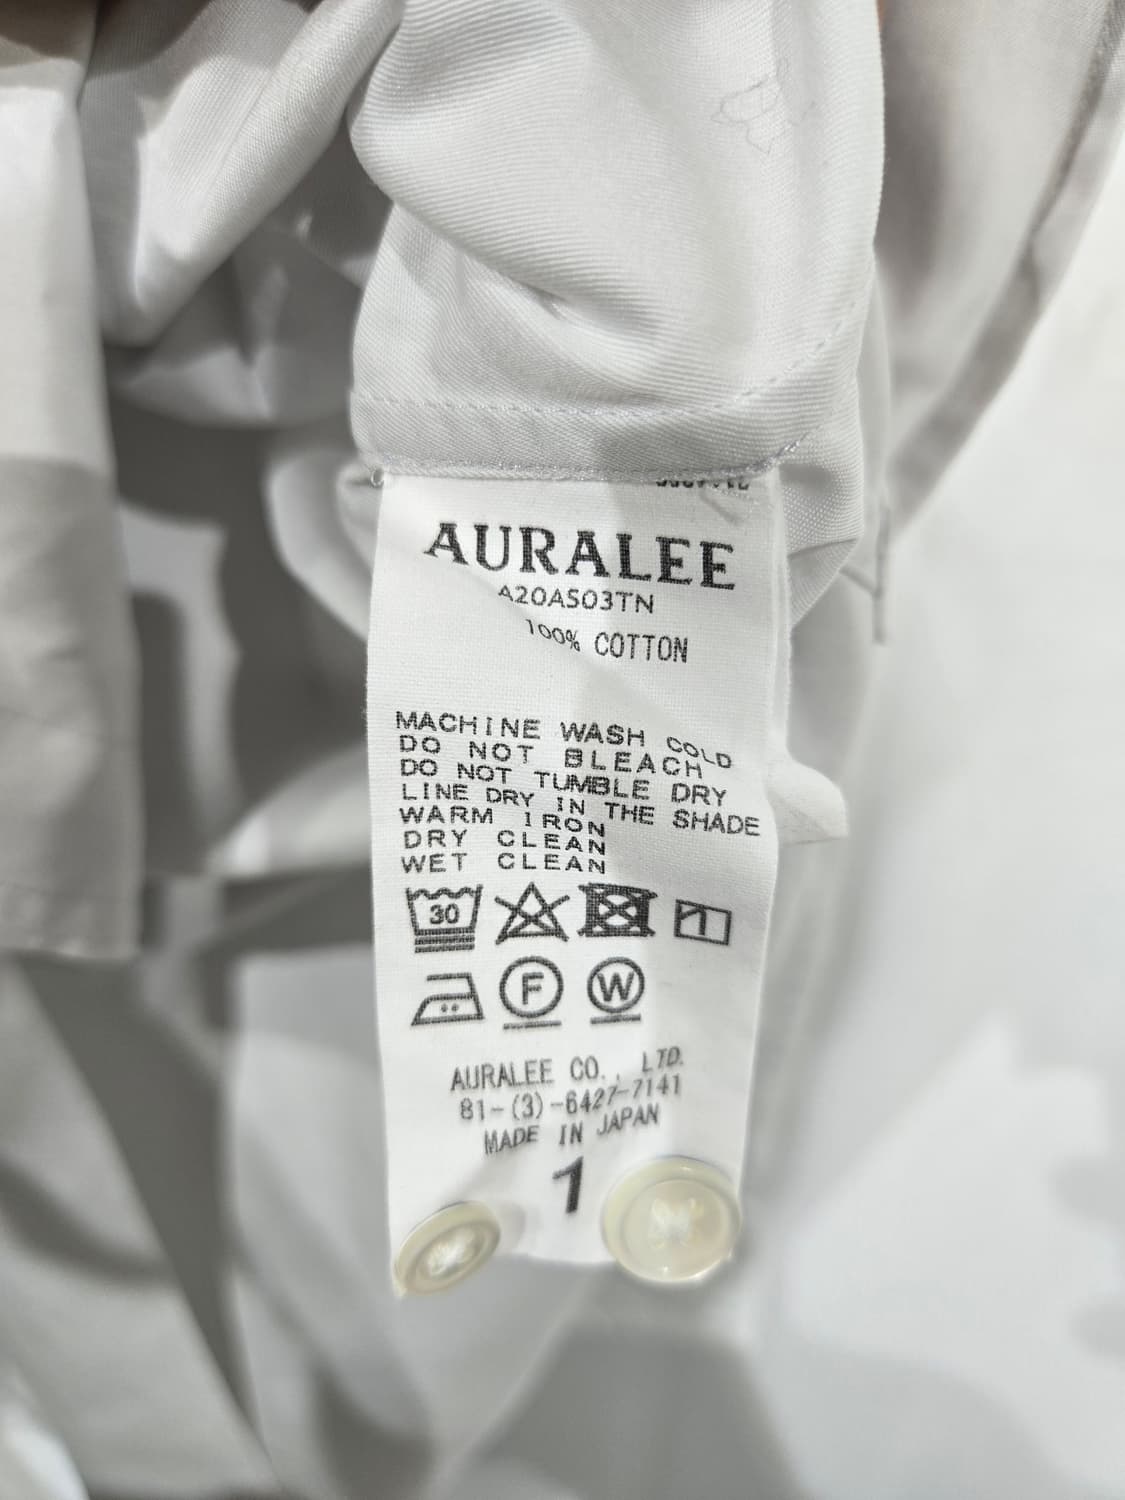 AURALEE
A20AS03TN
100% COTTON
MACHINE WASH COLD
DO NOT BLEACH
DO NOT TUMBLE DRY
LINE DRY IN THE SHADE
WARM IRON
DRY CLEAN
WET CLEAN
30
F W
AURALEE CO., LTD.
81-(3)-6427-7141
MADE IN JAPAN
1